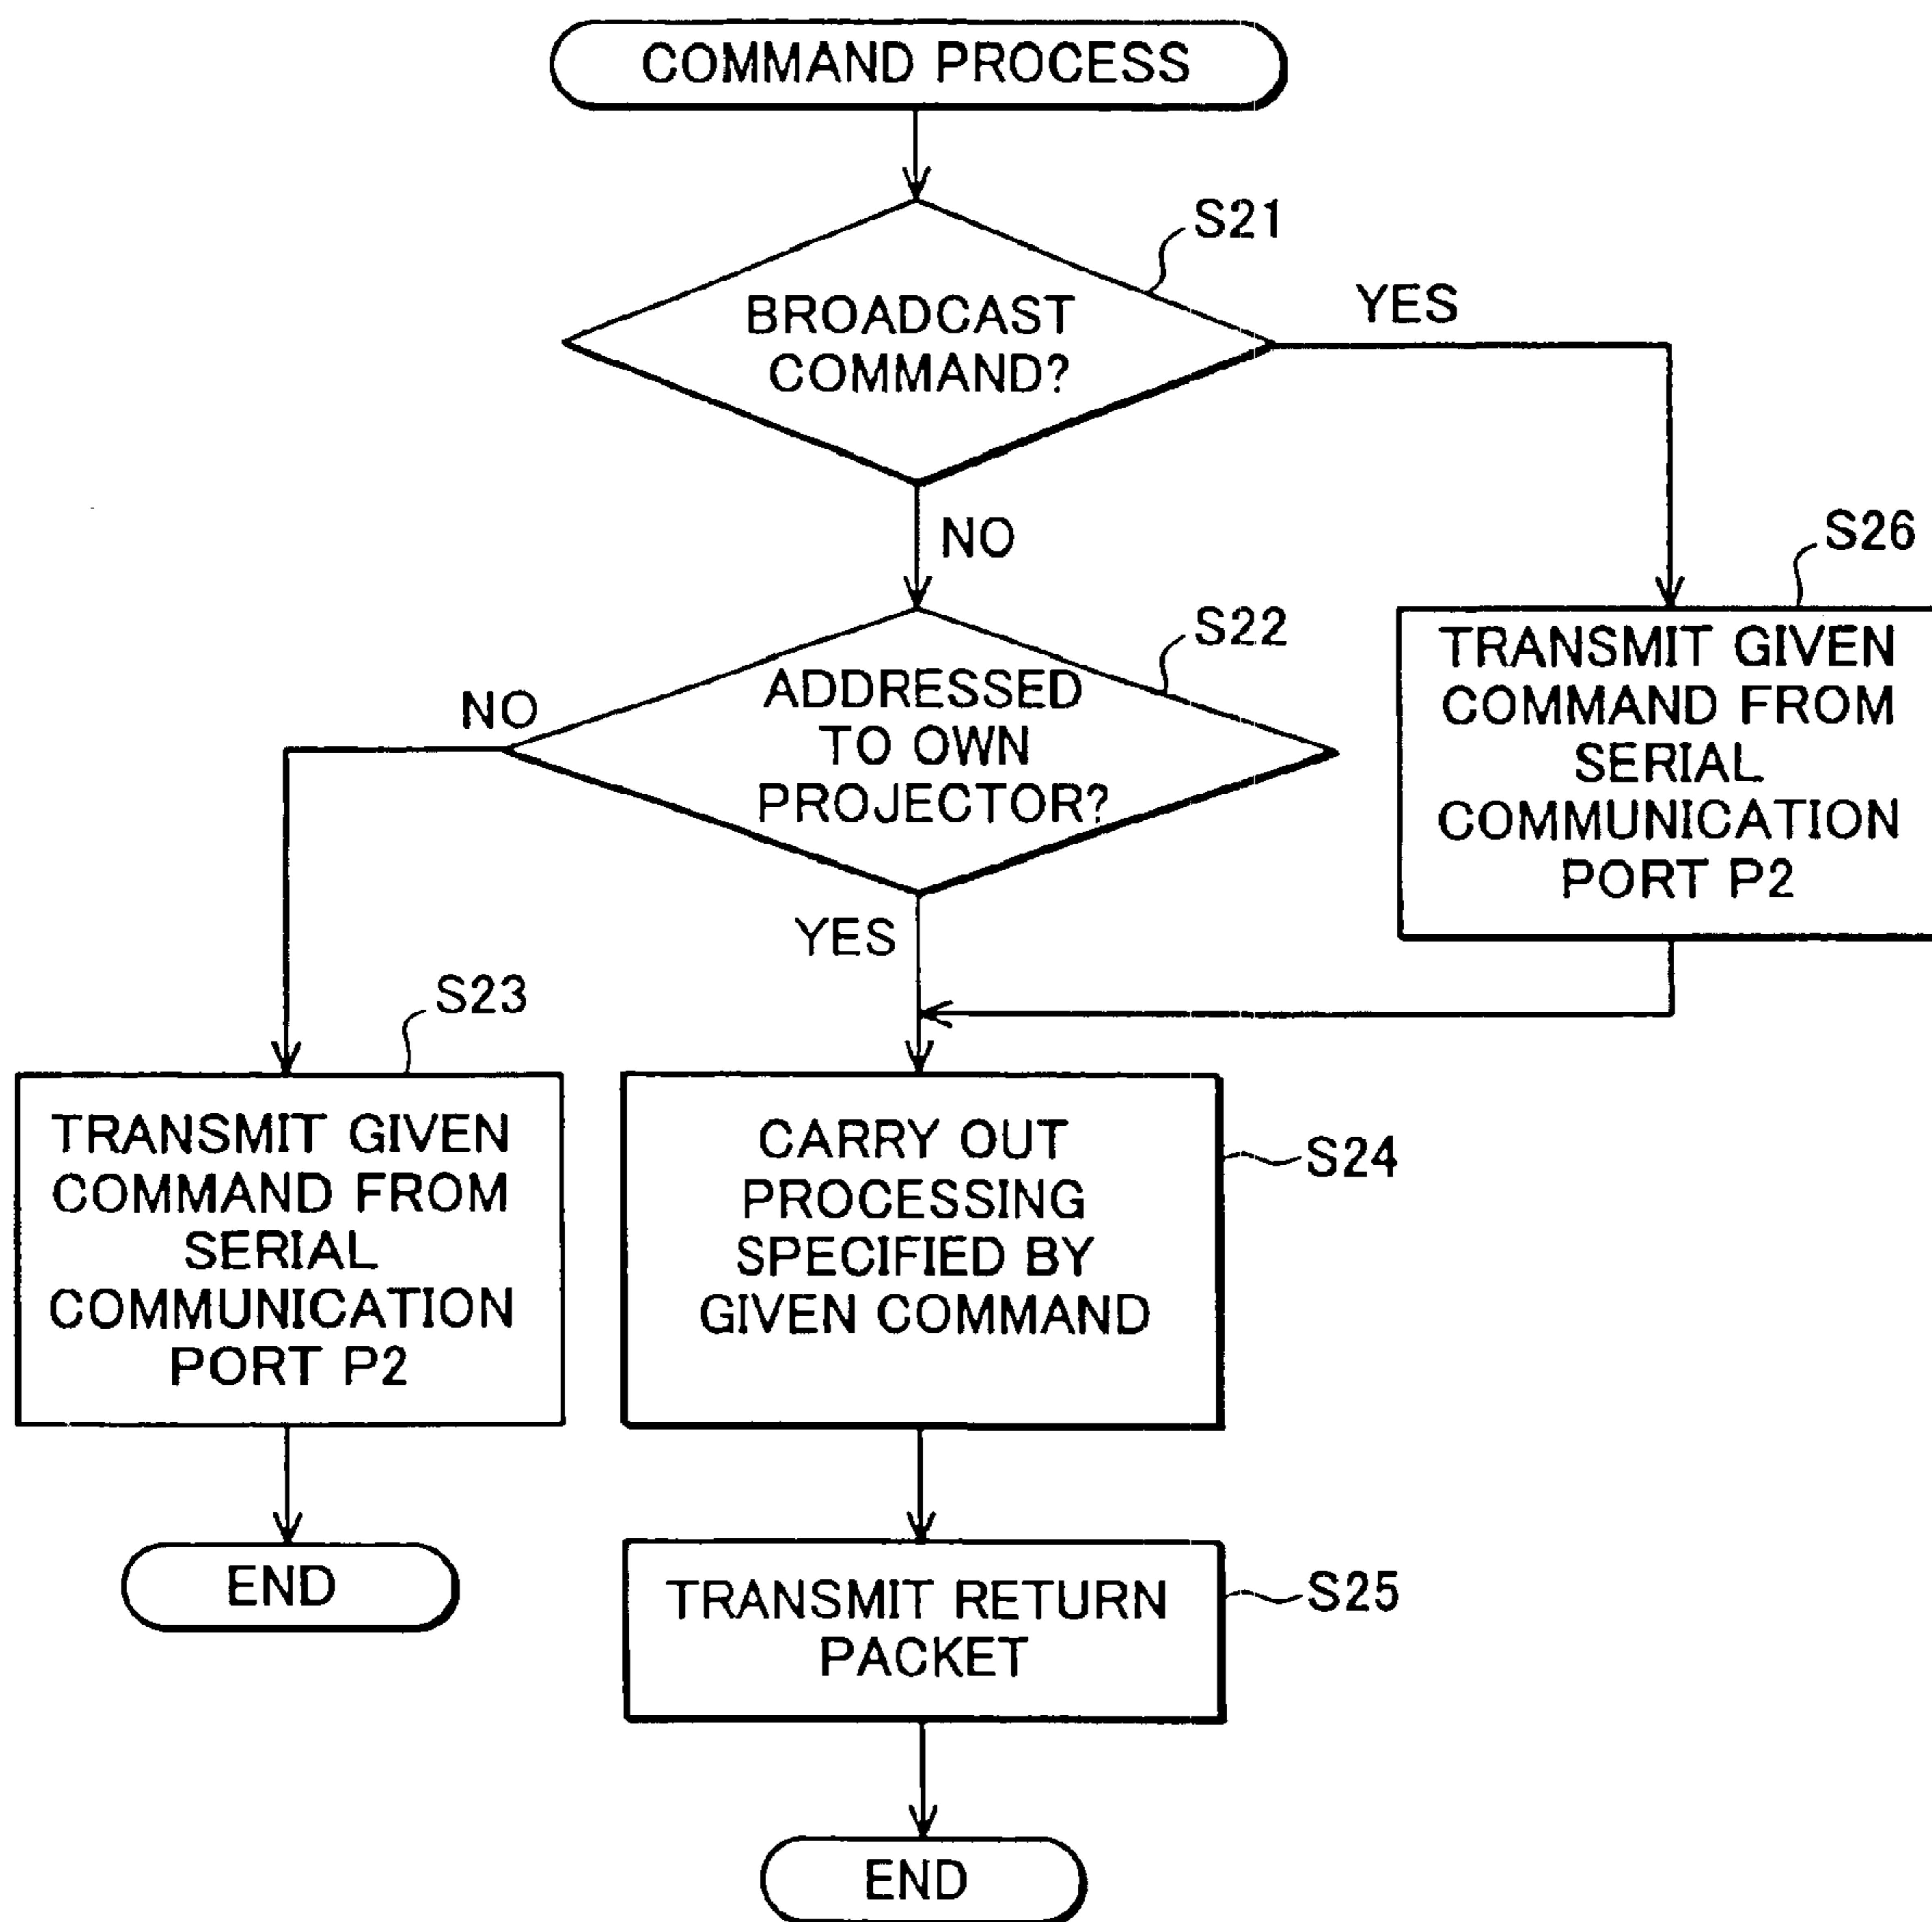 COMMAND PROCESS
S21
BROADCAST
COMMAND?
YES
NO
S26
TRANSMIT GIVEN
COMMAND FROM
SERIAL
COMMUNICATION
PORT P2
S22
ADDRESSED
TO OWN
PROJECTOR?
NO
YES
S23
TRANSMIT GIVEN
COMMAND FROM
SERIAL
COMMUNICATION
PORT P2
END
S24
CARRY OUT
PROCESSING
SPECIFIED BY
GIVEN COMMAND
S25
TRANSMIT RETURN
PACKET
END